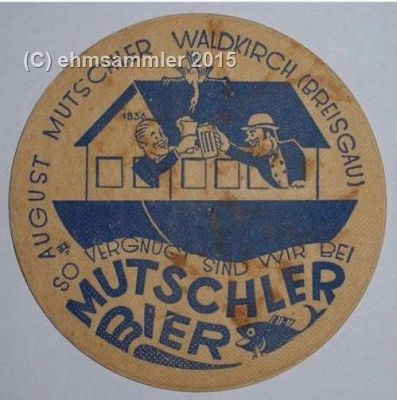 (C) ehmsammler 2015
AUGUST MUTSCHLER WALDKIRCH (BREISGAU)
1836
SO VERGNÜGT SIND WIR BEI
MUTSCHLER
BIER